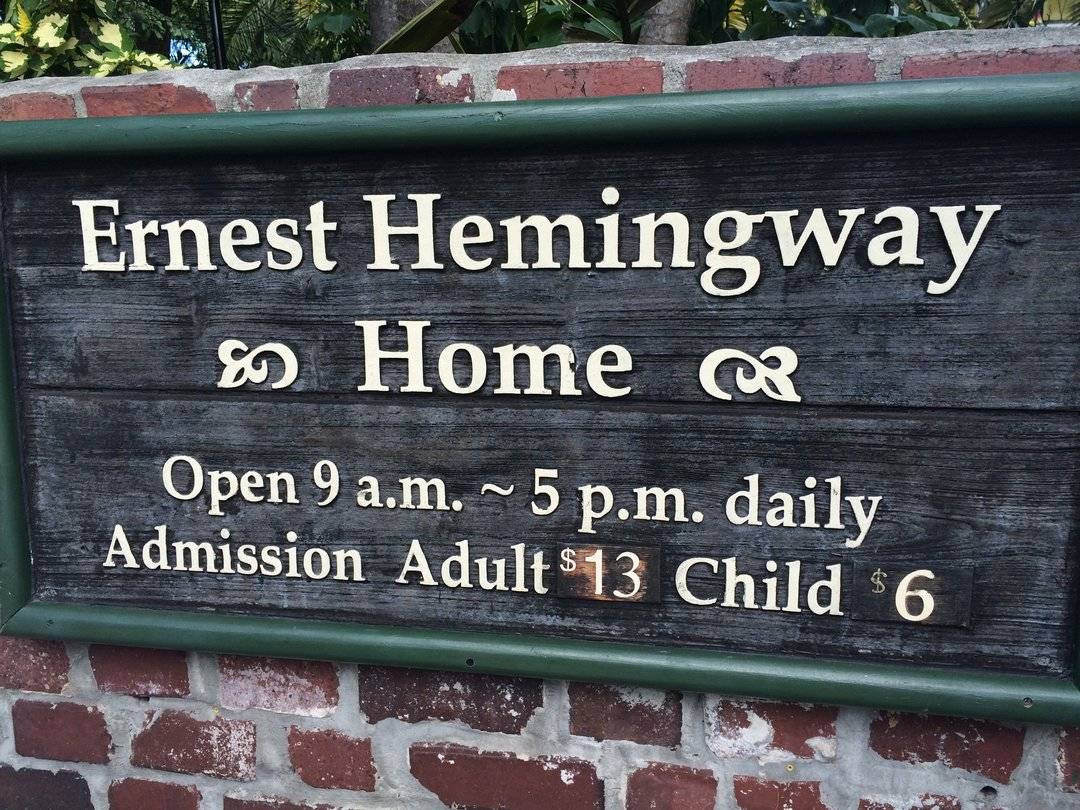 Ernest Hemingway
Home
Open 9 a.m. ~ 5 p.m. daily
Admission Adult $13 Child $6